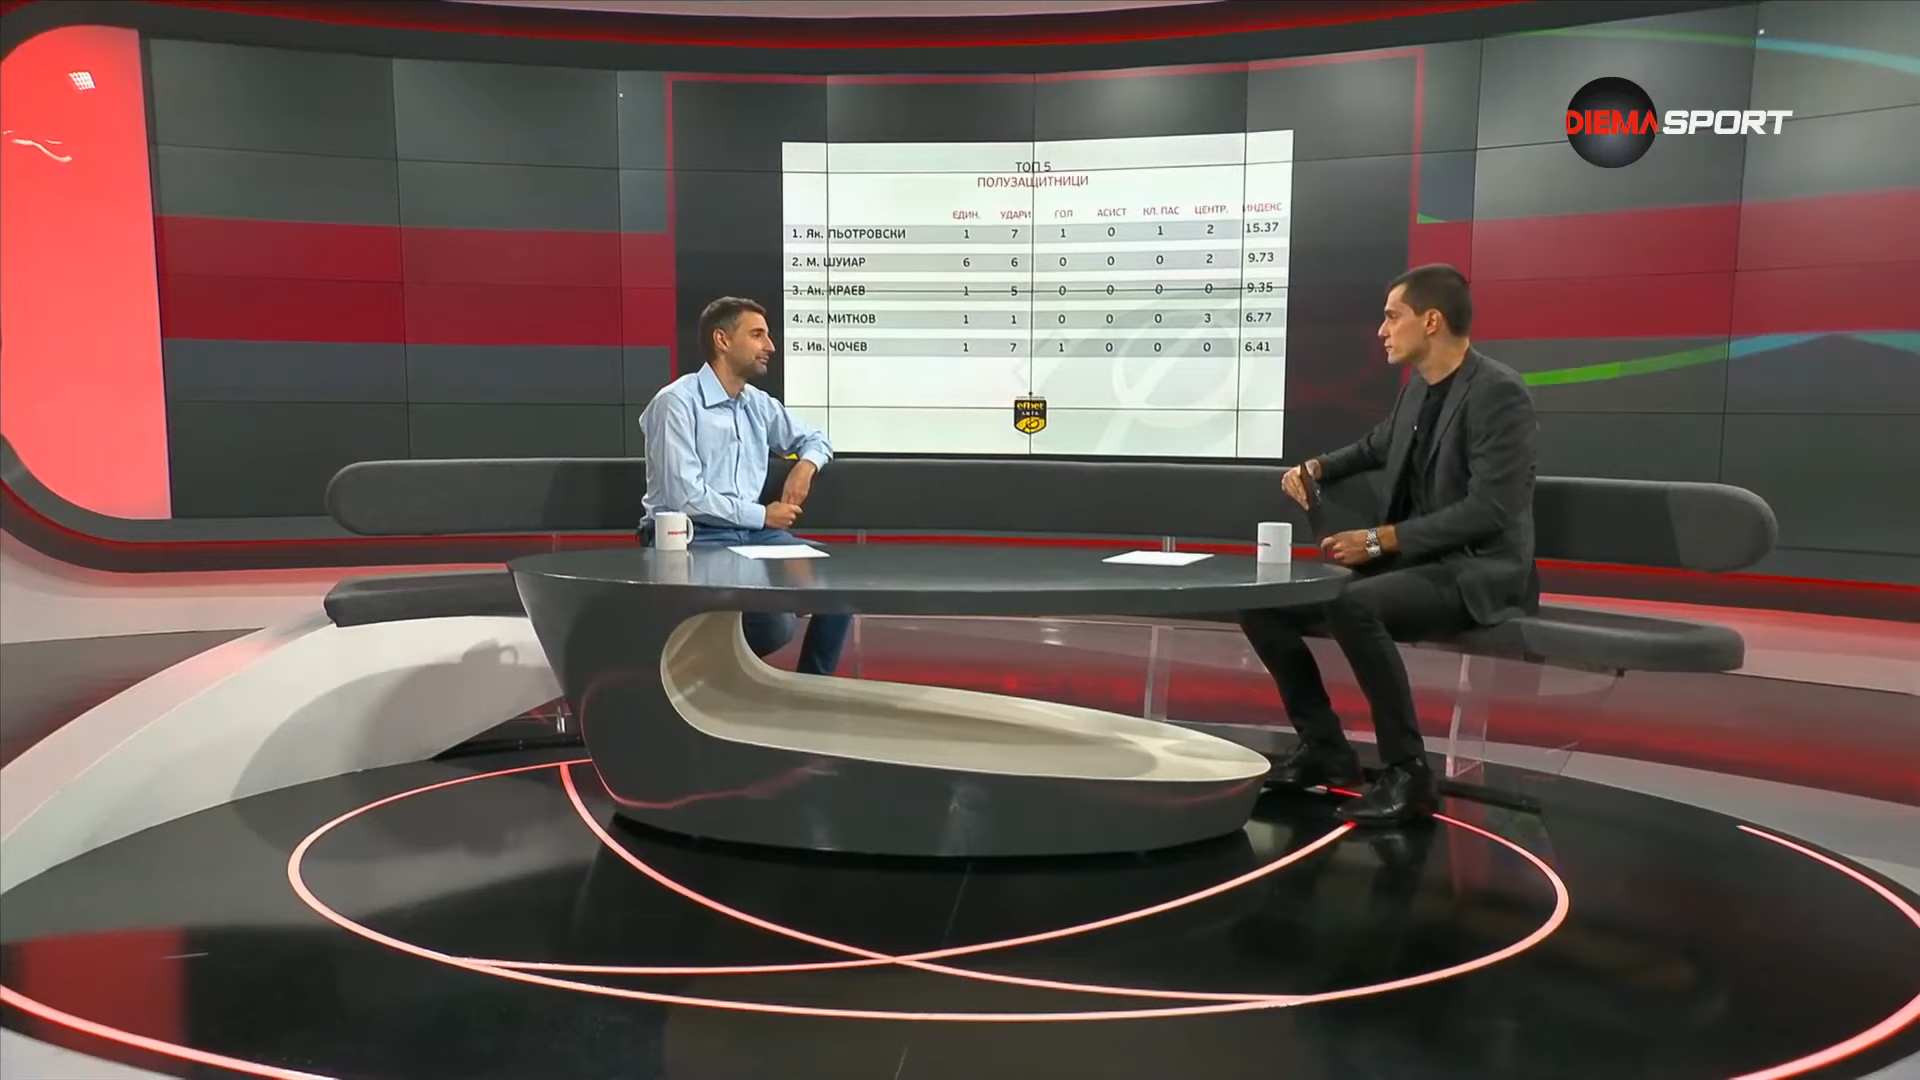 DIEMA SPORT
ТОП 5
ПОЛУЗАЩИТНИЦИ
ЕДИН. УДАРИ ГОЛ АСИСТ КЛ. ПАС ЦЕНТР. ИНДЕКС
1. Як. ПЬОТРОВСКИ 1 7 1 0 1 2 15.37
2. М. ШУИАР 6 6 0 0 0 2 9.73
3. Ан. КРАЕВ 1 5 0 0 0 0 9.35
4. Ас. МИТКОВ 1 1 0 0 0 3 6.77
5. Ив. ЧОЧЕВ 1 7 1 0 0 0 6.41
efbet
ЛИГА